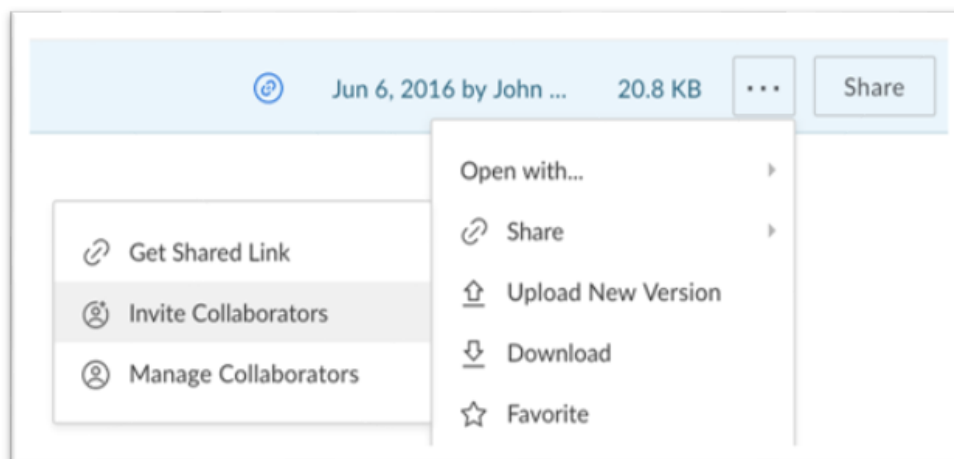 Jun 6, 2016 by John ... 20.8 KB ... Share
Open with...
Share
Upload New Version
Download
Favorite
Get Shared Link
Invite Collaborators
Manage Collaborators